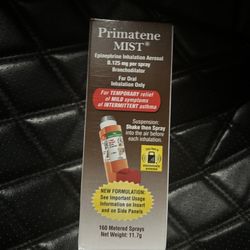 Primatene
MIST®
Epinephrine Inhalation Aerosol
0.125 mg per spray
Bronchodilator
For Oral
Inhalation Only
For TEMPORARY relief
of MILD symptoms
of INTERMITTENT asthma
Suspension:
Shake then Spray
into the air before
each inhalation.
NEW FORMULATION:
See Important Usage
Information on Insert
and on Side Panels
160 Metered Sprays
Net Weight: 11.7g